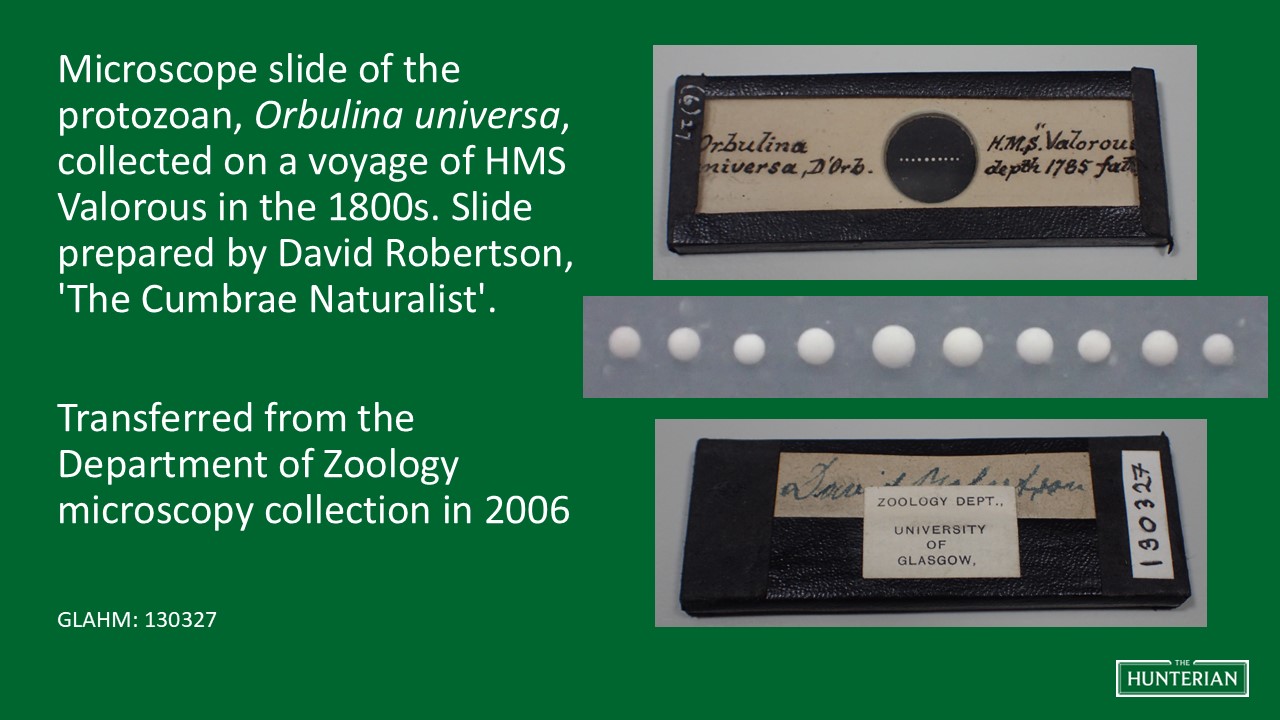 Microscope slide of the
protozoan, Orbulina universa,
collected on a voyage of HMS
Valorous in the 1800s. Slide
prepared by David Robertson,
'The Cumbrae Naturalist'.
Transferred from the
Department of Zoology
microscopy collection in 2006
GLAHM: 130327
Orbulina
niversa, D'Orb.
H.M.S. "Valorou
depth 1785 fat
David Robertson
ZOOLOGY DEPT.,
UNIVERSITY
OF
GLASGOW,
130327
THE
HUNTERIAN